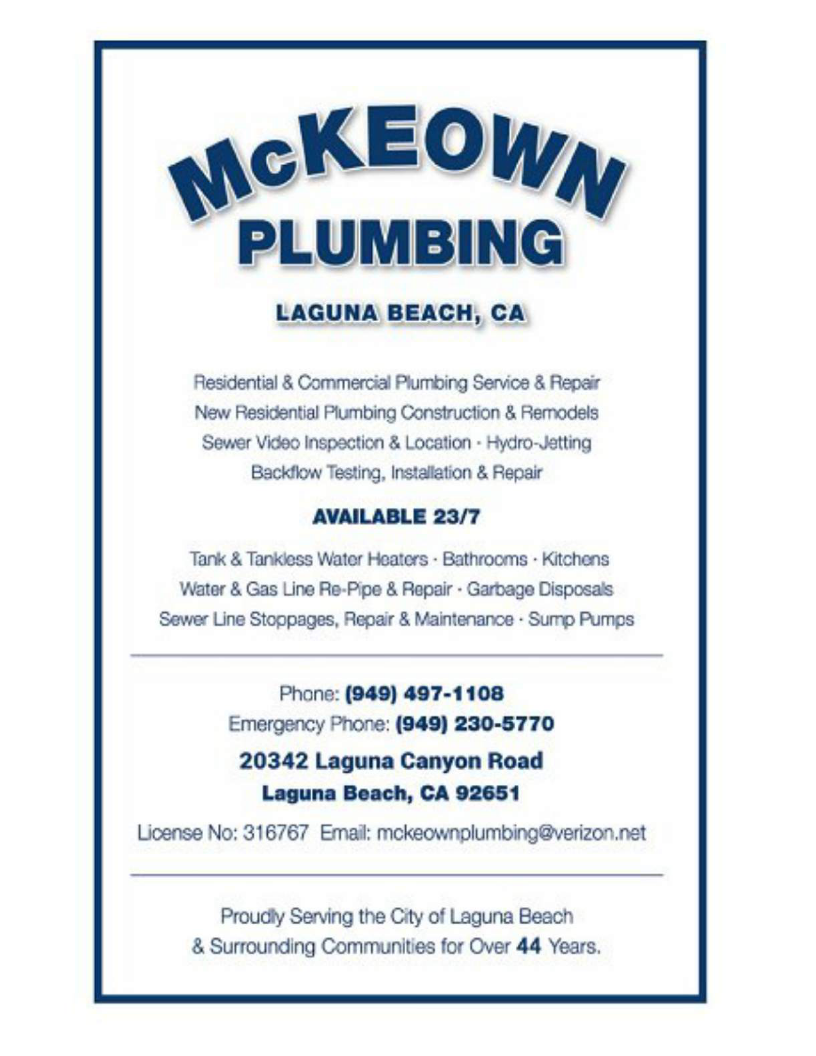 McKEOWN
PLUMBING
LAGUNA BEACH, CA
Residential & Commercial Plumbing Service & Repair
New Residential Plumbing Construction & Remodels
Sewer Video Inspection & Location · Hydro-Jetting
Backflow Testing, Installation & Repair
AVAILABLE 23/7
Tank & Tankless Water Heaters · Bathrooms · Kitchens
Water & Gas Line Re-Pipe & Repair · Garbage Disposals
Sewer Line Stoppages, Repair & Maintenance · Sump Pumps
Phone: (949) 497-1108
Emergency Phone: (949) 230-5770
20342 Laguna Canyon Road
Laguna Beach, CA 92651
License No: 316767 Email: mckeownplumbing@verizon.net
Proudly Serving the City of Laguna Beach
& Surrounding Communities for Over 44 Years.